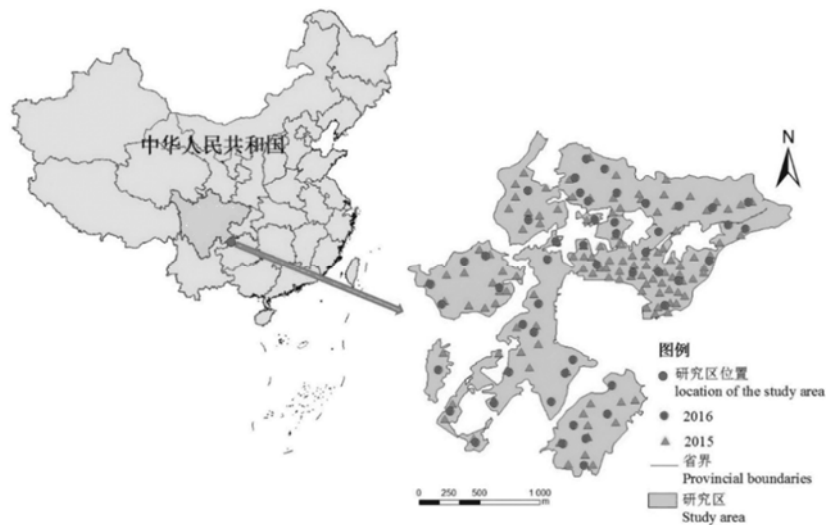 中华人民共和国
N
图例
研究区位置
location of the study area
2016
2015
省界
Provincial boundaries
研究区
Study area
0 250 500 1 000
m